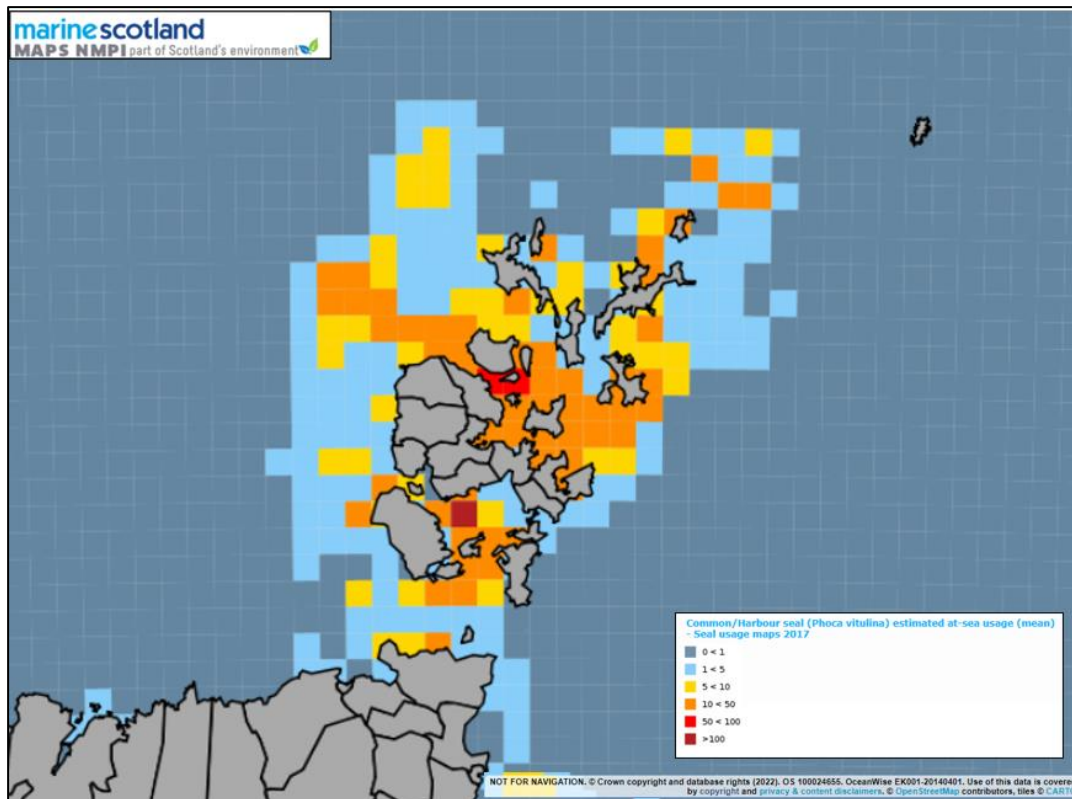 marinescotland
MAPS NMPI part of Scotland's environment
Common/Harbour seal (Phoca vitulina) estimated at-sea usage (mean)
- Seal usage maps 2017
0 < 1
1 < 5
5 < 10
10 < 50
50 < 100
>100
NOT FOR NAVIGATION. © Crown copyright and database rights (2022). OS 100024655. OceanWise EK001-20140401. Use of this data is covere
by copyright and privacy & content disclaimers. © OpenStreetMap contributors, tiles © CARTO